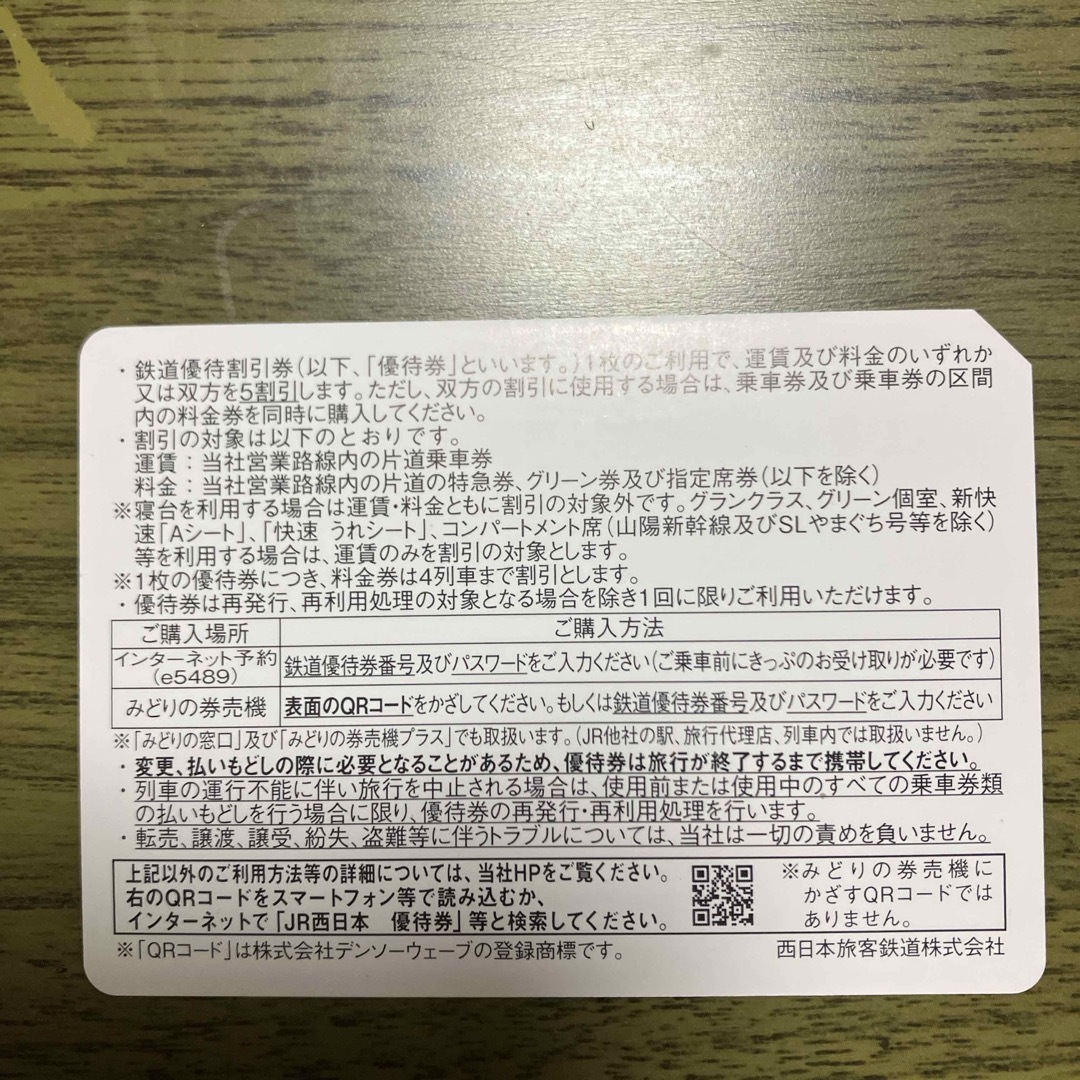 ・鉄道優待割引券(以下、「優待券」といいます。)1枚のご利用で、運賃及び料金のいずれか
又は双方を5割引します。ただし、双方の割引に使用する場合は、乗車券及び乗車券の区間
内の料金券を同時に購入してください。
・割引の対象は以下のとおりです。
運賃：当社営業路線内の片道乗車券
料金：当社営業路線内の片道の特急券、グリーン券及び指定席券(以下を除く)
※寝台を利用する場合は運賃・料金ともに割引の対象外です。グランクラス、グリーン個室、新快
速「Aシート」、「快速 うれシート」、コンパートメント席(山陽新幹線及びSLやまぐち号等を除く)
等を利用する場合は、運賃のみを割引の対象とします。
※1枚の優待券につき、料金券は4列車まで割引とします。
・優待券は再発行、再利用処理の対象となる場合を除き1回に限りご利用いただけます。
ご購入場所 ご購入方法
インターネット予約
(e5489) 鉄道優待券番号及びパスワードをご入力ください(ご乗車前にきっぷのお受け取りが必要です)
みどりの券売機 表面のQRコードをかざしてください。もしくは鉄道優待券番号及びパスワードをご入力ください
※「みどりの窓口」及び「みどりの券売機プラス」でも取扱います。(JR他社の駅、旅行代理店、列車内では取扱いません。)
・変更、払いもどしの際に必要となることがあるため、優待券は旅行が終了するまで携帯してください。
・列車の運行不能に伴い旅行を中止される場合は、使用前または使用中のすべての乗車券類
の払いもどしを行う場合に限り、優待券の再発行・再利用処理を行います。
・転売、譲渡、譲受、紛失、盗難等に伴うトラブルについては、当社は一切の責めを負いません。
上記以外のご利用方法等の詳細については、当社HPをご覧ください。
右のQRコードをスマートフォン等で読み込むか、
インターネットで「JR西日本 優待券」等と検索してください。
※みどりの券売機に
かざすQRコードでは
ありません。
※「QRコード」は株式会社デンソーウェーブの登録商標です。
西日本旅客鉄道株式会社